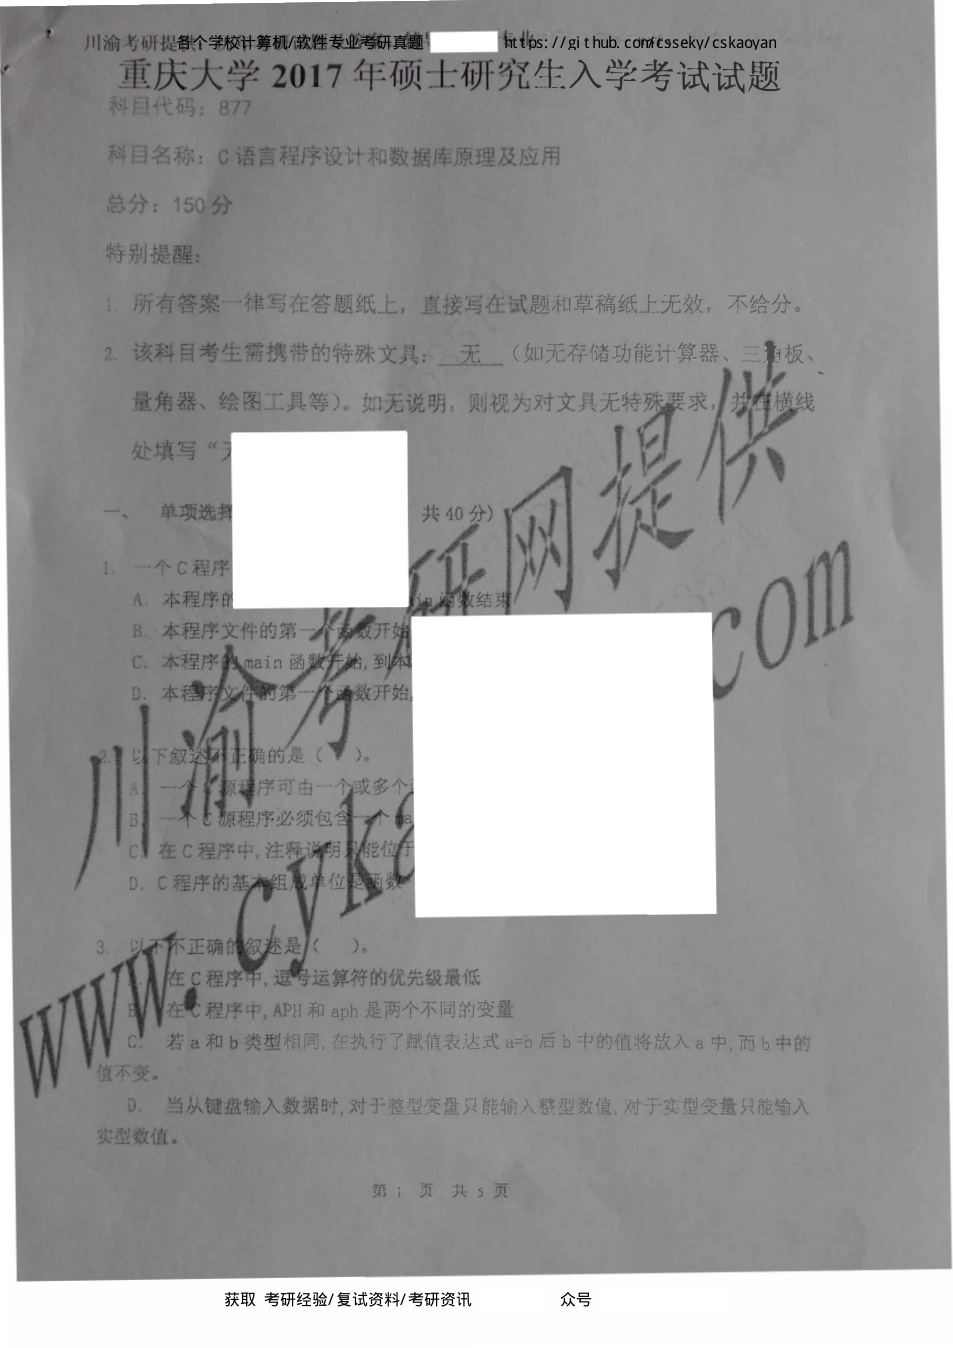 川渝考研提供
各个学校计算机/软件专业考研真题 https://github.com/csseky/cskaoyan
重庆大学 2017 年硕士研究生入学考试试题
科目代码：877
科目名称：C 语言程序设计和数据库原理及应用
总分：150 分
特别提醒：
1. 所有答案一律写在答题纸上，直接写在试题和草稿纸上无效，不给分。
2. 该科目考生需携带的特殊文具： 无 （如无存储功能计算器、三角板、
量角器、绘图工具等）。如无说明，则视为对文具无特殊要求，并在横线
处填写“
一、 单项选择 共 40 分）
1. 一个 C 程序
A. 本程序的 main 函数结束
B. 本程序文件的第一个函数开始
C. 本程序的 main 函数开始,到本
D. 本程序文件的第一个函数开始,
2. 以下叙述不正确的是（ ）。
A. 一个 C 源程序可由一个或多个
B. 一个 C 源程序必须包含一个
C. 在 C 程序中,注释说明只能位于
D. C 程序的基本组成单位是函数
3. 以下不正确的叙述是（ ）。
在 C 程序中,逗号运算符的优先级最低
B. 在 C 程序中,APH 和 aph 是两个不同的变量
C. 若 a 和 b 类型相同,在执行了赋值表达式 a=b 后 b 中的值将放入 a 中,而 b 中的
值不变。
D. 当从键盘输入数据时,对于整型变量只能输入整型数值,对于实型变量只能输入
实型数值。
川渝考研网提供
www.cyka .com
第 1 页 共 5 页
获取 考研经验/复试资料/考研资讯 众号